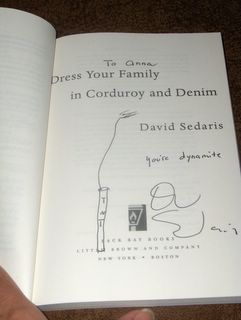 To Anna
Dress Your Family
in Corduroy and Denim
David Sedaris
you're dynamite
TNT
BACK BAY BOOKS
LITTLE, BROWN AND COMPANY
NEW YORK • BOSTON